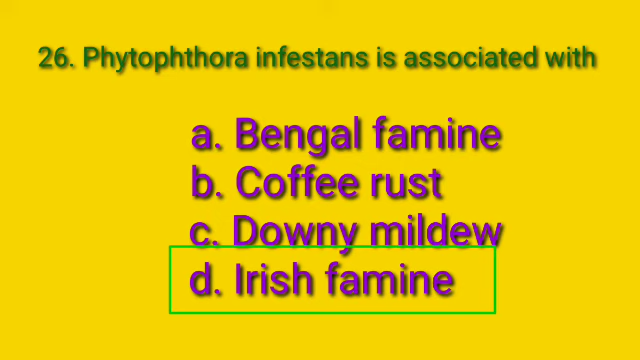 26. Phytophthora infestans is associated with
a. Bengal famine
b. Coffee rust
c. Downy mildew
d. Irish famine